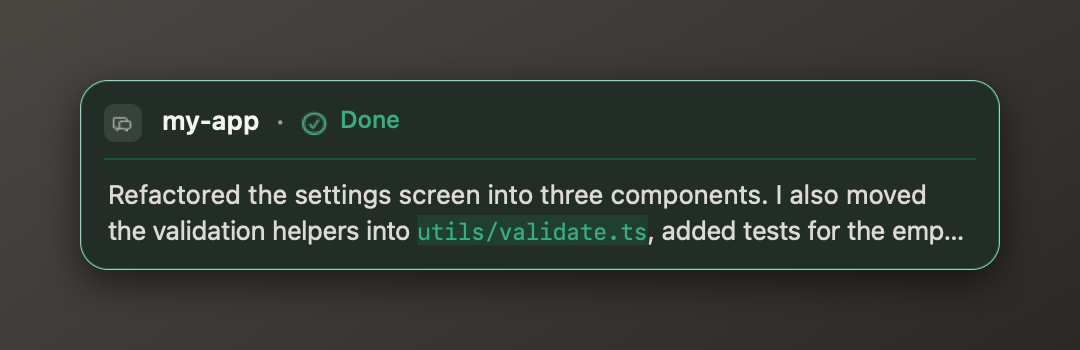 my-app · Done
Refactored the settings screen into three components. I also moved
the validation helpers into utils/validate.ts, added tests for the emp...